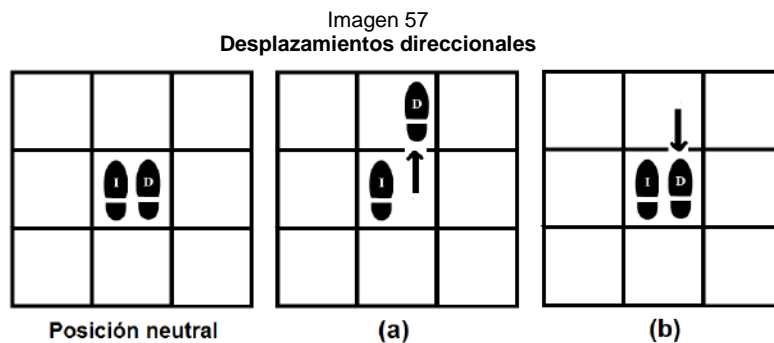 Imagen 57
Desplazamientos direccionales
I D
D
I
I D
Posición neutral
(a)
(b)